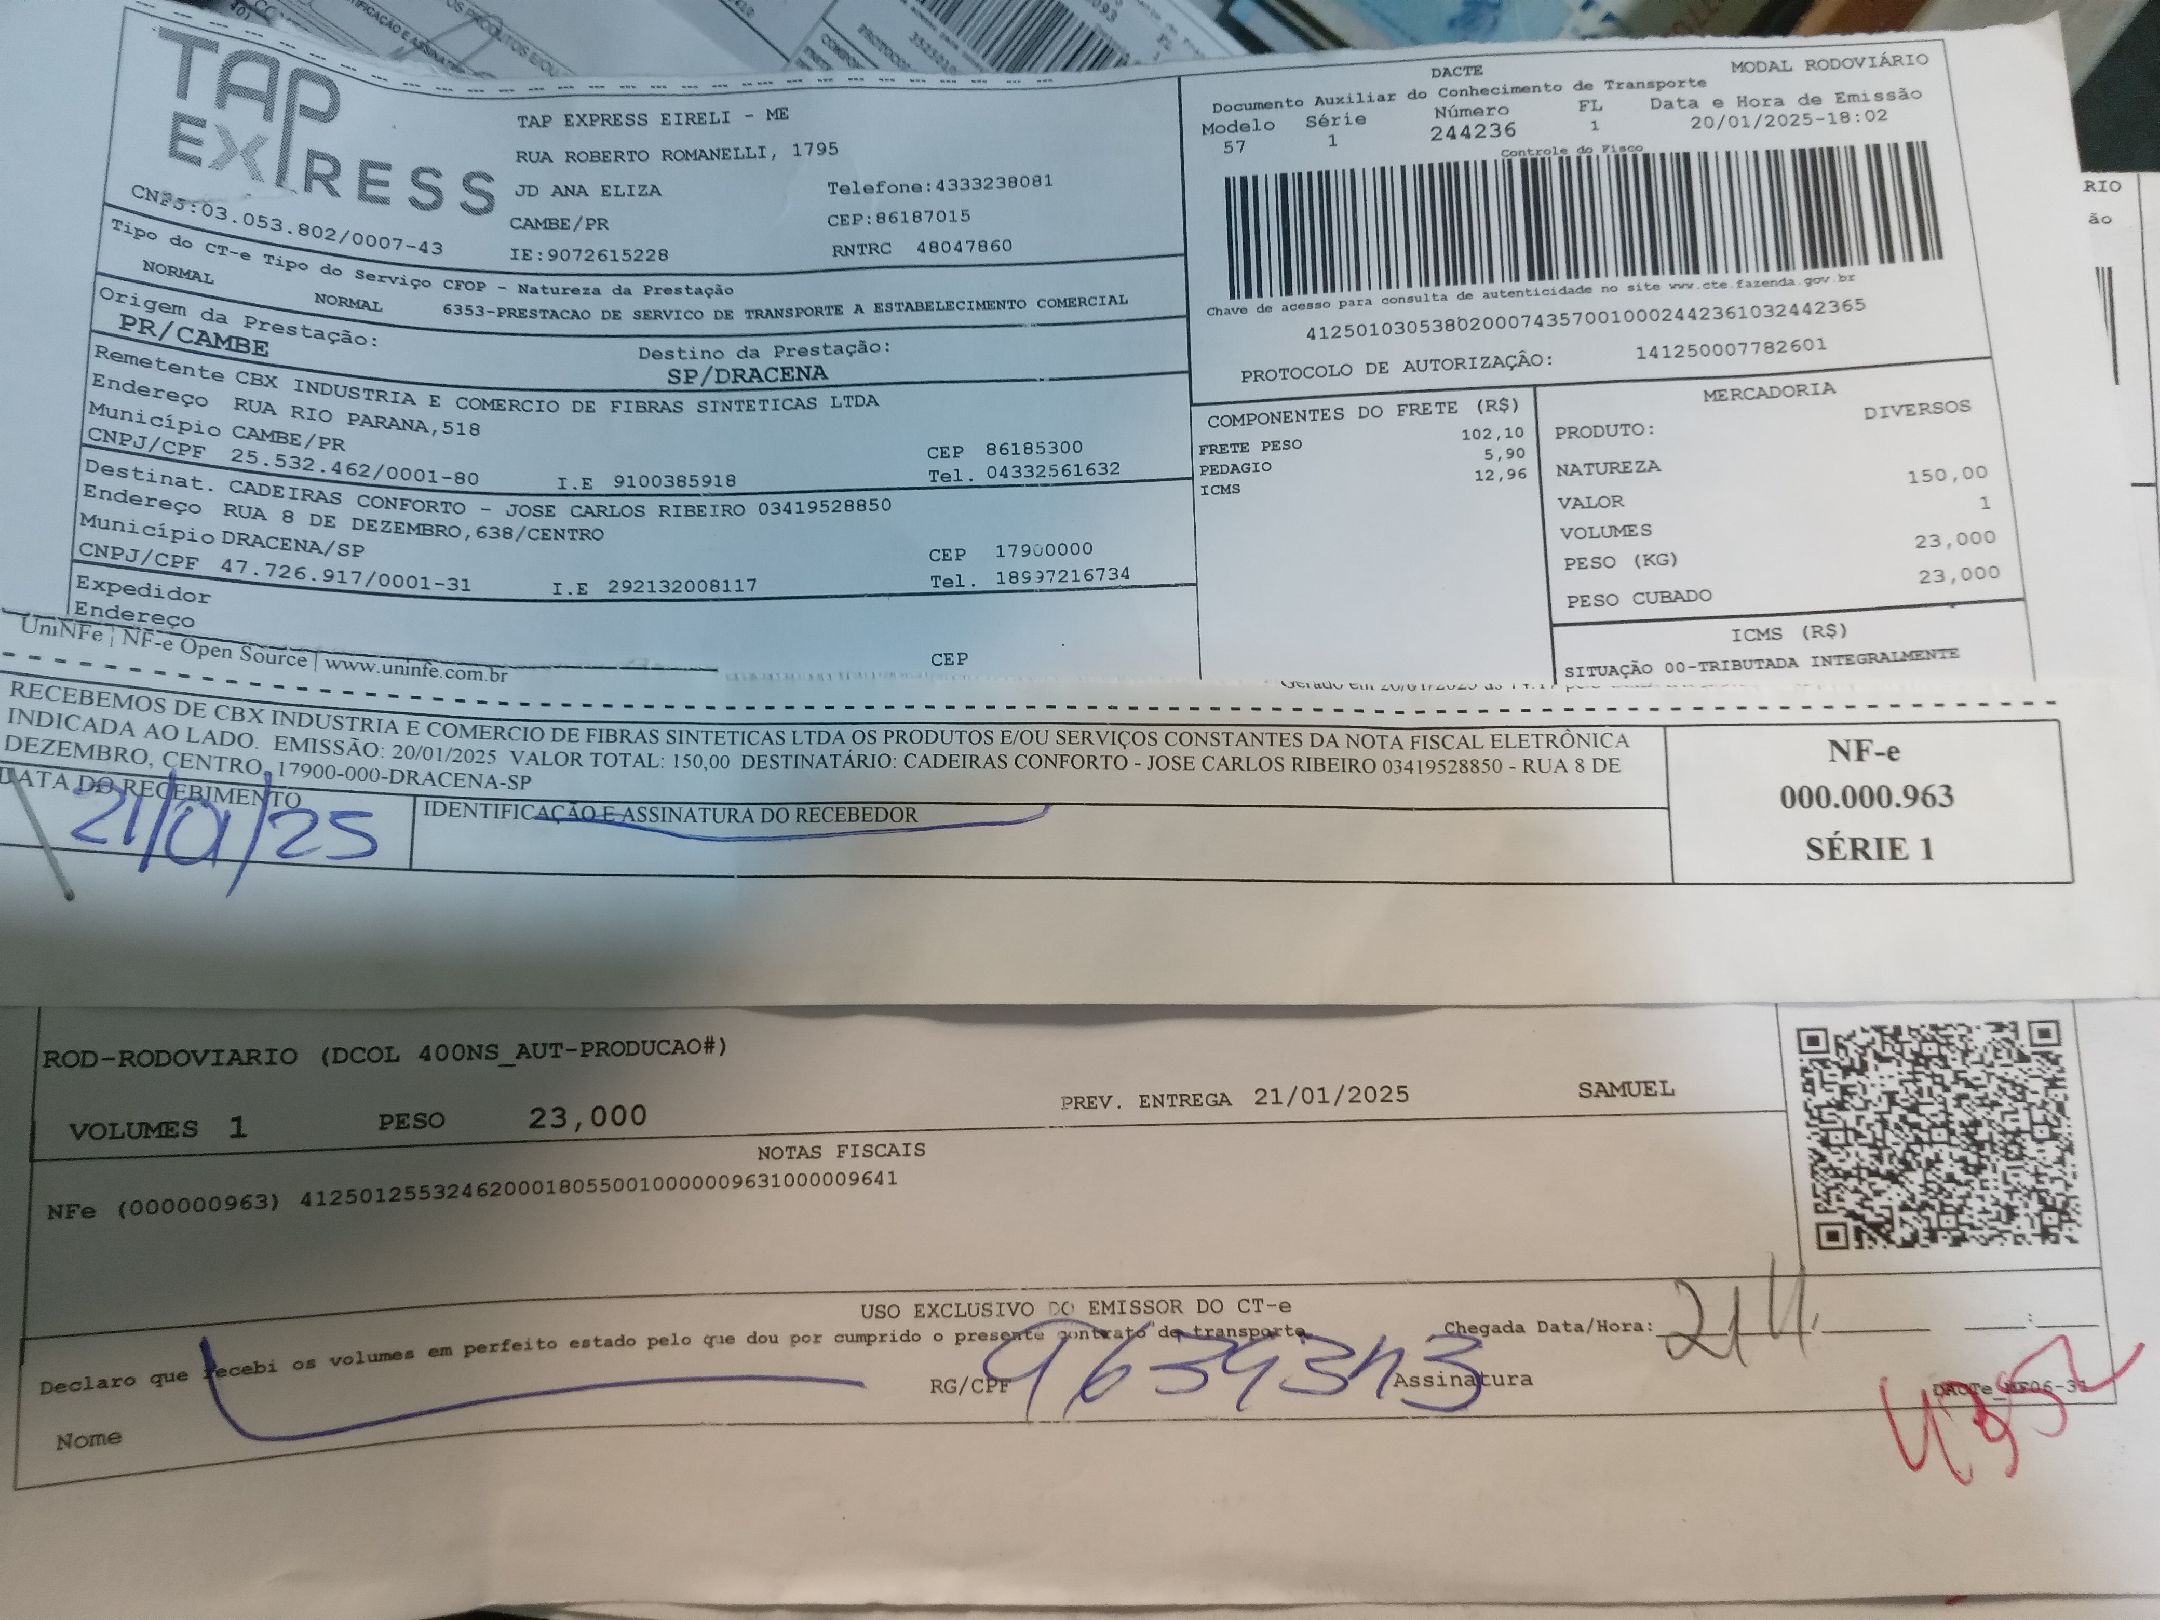 TAP
EXPRESS
CNPJ:03.053.802/0007-43
TAP EXPRESS EIRELI - ME
RUA ROBERTO ROMANELLI, 1795
JD ANA ELIZA Telefone:4333238081
CAMBE/PR CEP:86187015
IE:9072615228 RNTRC 48047860
DACTE MODAL RODOVIÁRIO
Documento Auxiliar do Conhecimento de Transporte
Modelo Série Número FL Data e Hora de Emissão
57 1 244236 1 20/01/2025-18:02
Controle do Fisco
Chave de acesso para consulta de autenticidade no site www.cte.fazenda.gov.br
41250103053802000743570010002442361032442365
PROTOCOLO DE AUTORIZAÇÃO: 141250007782601
Tipo do CT-e Tipo do Serviço CFOP - Natureza da Prestação
NORMAL NORMAL 6353-PRESTACAO DE SERVICO DE TRANSPORTE A ESTABELECIMENTO COMERCIAL
Origem da Prestação: Destino da Prestação:
PR/CAMBE SP/DRACENA
Remetente CBX INDUSTRIA E COMERCIO DE FIBRAS SINTETICAS LTDA
Endereço RUA RIO PARANA,518
Município CAMBE/PR CEP 86185300
CNPJ/CPF 25.532.462/0001-80 I.E 9100385918 Tel. 04332561632
Destinat. CADEIRAS CONFORTO - JOSE CARLOS RIBEIRO 03419528850
Endereço RUA 8 DE DEZEMBRO,638/CENTRO
Município DRACENA/SP CEP 17900000
CNPJ/CPF 47.726.917/0001-31 I.E 292132008117 Tel. 18997216734
Expedidor
Endereço
CEP
COMPONENTES DO FRETE (R$)
FRETE PESO 102,10
PEDAGIO 5,90
ICMS 12,96
MERCADORIA
PRODUTO: DIVERSOS
NATUREZA
VALOR 150,00
VOLUMES 1
PESO (KG) 23,000
PESO CUBADO 23,000
ICMS (R$)
SITUAÇÃO 00-TRIBUTADA INTEGRALMENTE
UniNFe | NF-e Open Source | www.uninfe.com.br
RECEBEMOS DE CBX INDUSTRIA E COMERCIO DE FIBRAS SINTETICAS LTDA OS PRODUTOS E/OU SERVIÇOS CONSTANTES DA NOTA FISCAL ELETRÔNICA
INDICADA AO LADO. EMISSÃO: 20/01/2025 VALOR TOTAL: 150,00 DESTINATÁRIO: CADEIRAS CONFORTO - JOSE CARLOS RIBEIRO 03419528850 - RUA 8 DE
DEZEMBRO, CENTRO, 17900-000-DRACENA-SP
DATA DO RECEBIMENTO
21/01/25
IDENTIFICAÇÃO E ASSINATURA DO RECEBEDOR
NF-e
000.000.963
SÉRIE 1
ROD-RODOVIARIO (DCOL 400NS_AUT-PRODUCAO#)
VOLUMES 1 PESO 23,000 PREV. ENTREGA 21/01/2025 SAMUEL
NOTAS FISCAIS
NFe (000000963) 41250125532462000180550010000009631000009641
USO EXCLUSIVO DO EMISSOR DO CT-e
Declaro que recebi os volumes em perfeito estado pelo que dou por cumprido o presente contrato de transporte
Chegada Data/Hora:
Nome RG/CPF Assinatura